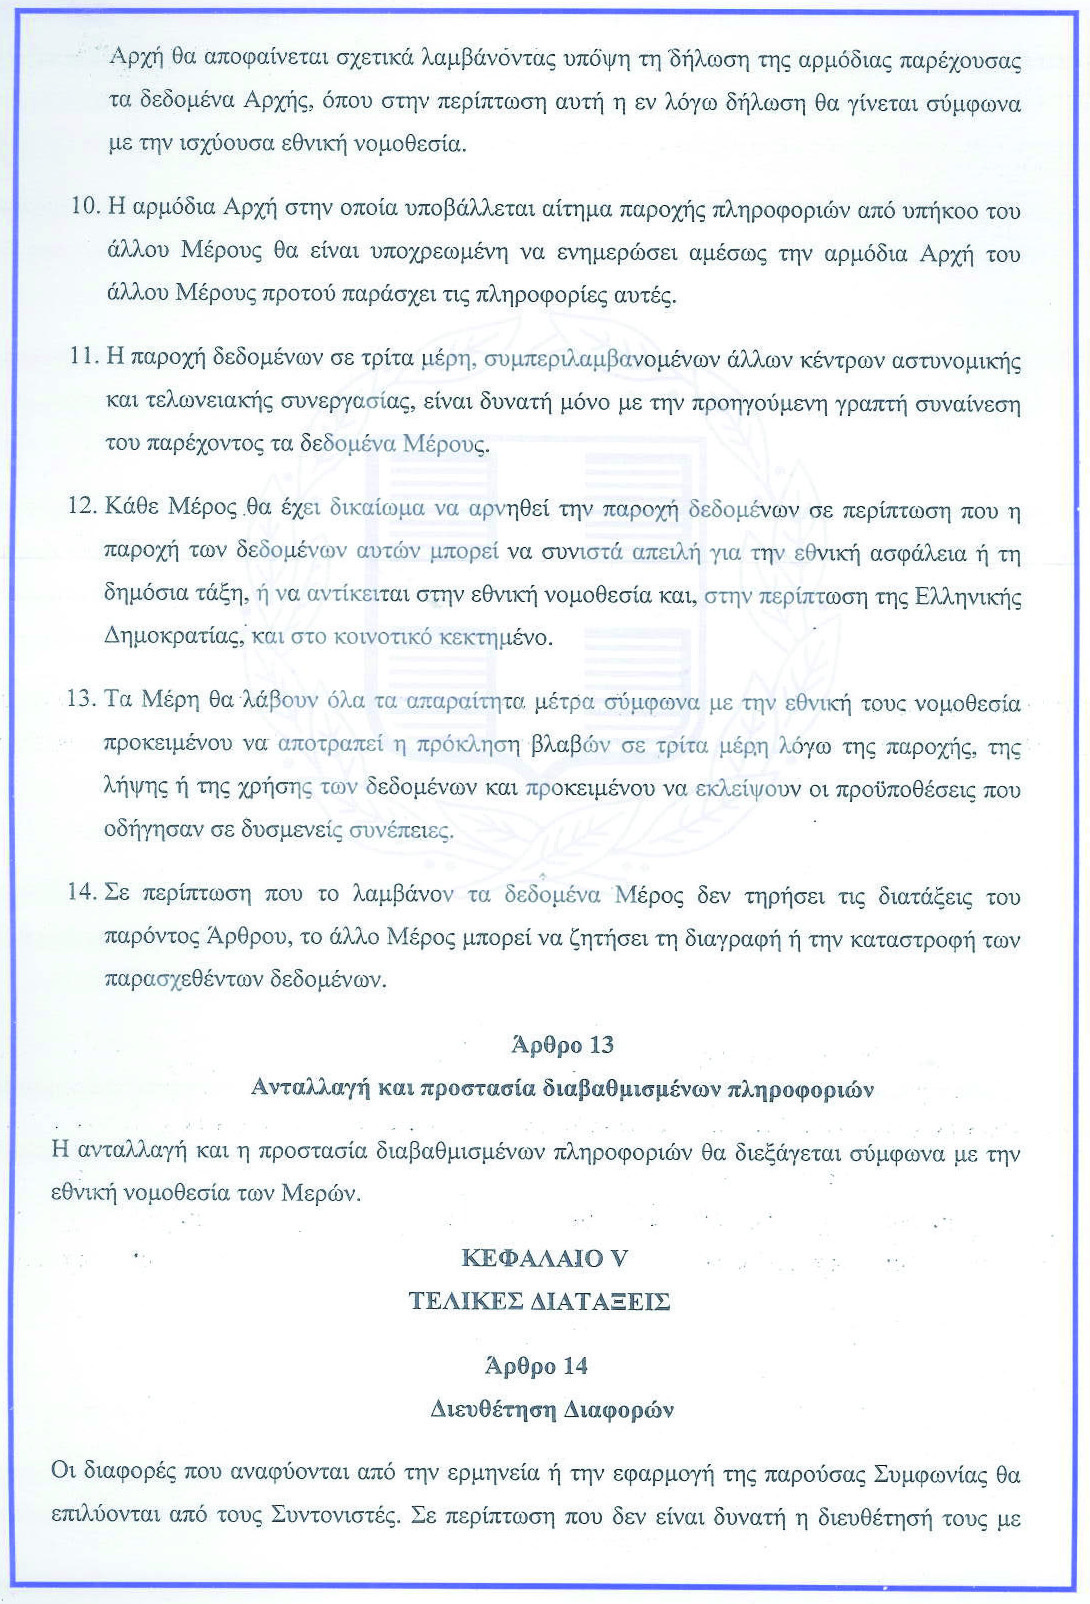 Αρχή θα αποφαίνεται σχετικά λαμβάνόντας υπόψη τη δήλωση της αρμόδιας παρέχουσας
τα δεδομένα Αρχής, όπου στην περίπτωση αυτή η εν λόγω δήλωση θα γίνεται σύμφωνα
με την ισχύουσα εθνική νομοθεσία.
10. Η αρμόδια Αρχή στην οποία υποβάλλεται αίτημα παροχής πληροφοριών από υπήκοο του
άλλου Μέρους θα είναι υποχρεωμένη να ενημερώσει αμέσως την αρμόδια Αρχή του
άλλου Μέρους προτού παράσχει τις πληροφορίες αυτές.
11. Η παροχή δεδομένων σε τρίτα μέρη, συμπεριλαμβανομένων άλλων κέντρων αστυνομικής
και τελωνειακής συνεργασίας, είναι δυνατή μόνο με την προηγούμενη γραπτή συναίνεση
του παρέχοντος τα δεδομένα Μέρους.
12. Κάθε Μέρος θα έχει δικαίωμα να αρνηθεί την παροχή δεδομένων σε περίπτωση που η
παροχή των δεδομένων αυτών μπορεί να συνιστά απειλή για την εθνική ασφάλεια ή τη
δημόσια τάξη, ή να αντίκειται στην εθνική νομοθεσία και, στην περίπτωση της Ελληνικής
Δημοκρατίας, και στο κοινοτικό κεκτημένο.
13. Τα Μέρη θα λάβουν όλα τα απαραίτητα μέτρα σύμφωνα με την εθνική τους νομοθεσία
προκειμένου να αποτραπεί η πρόκληση βλαβών σε τρίτα μέρη λόγω της παροχής, της
λήψης ή της χρήσης των δεδομένων και προκειμένου να εκλείψουν οι προϋποθέσεις που
οδήγησαν σε δυσμενείς συνέπειες.
14. Σε περίπτωση που το λαμβάνον τα δεδομένα Μέρος δεν τηρήσει τις διατάξεις του
παρόντος Άρθρου, το άλλο Μέρος μπορεί να ζητήσει τη διαγραφή ή την καταστροφή των
παρασχεθέντων δεδομένων.
Άρθρο 13
Ανταλλαγή και προστασία διαβαθμισμένων πληροφοριών
Η ανταλλαγή και η προστασία διαβαθμισμένων πληροφοριών θα διεξάγεται σύμφωνα με την
εθνική νομοθεσία των Μερών.
ΚΕΦΑΛΑΙΟ V
ΤΕΛΙΚΕΣ ΔΙΑΤΑΞΕΙΣ
Άρθρο 14
Διευθέτηση Διαφορών
Οι διαφορές που αναφύονται από την ερμηνεία ή την εφαρμογή της παρούσας Συμφωνίας θα
επιλύονται από τους Συντονιστές. Σε περίπτωση που δεν είναι δυνατή η διευθέτησή τους με